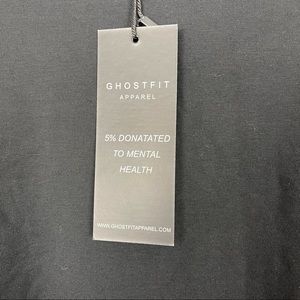 GHOSTFIT
APPAREL
5% DONATATED
TO MENTAL
HEALTH
WWW.GHOSTFITAPPAREL.COM